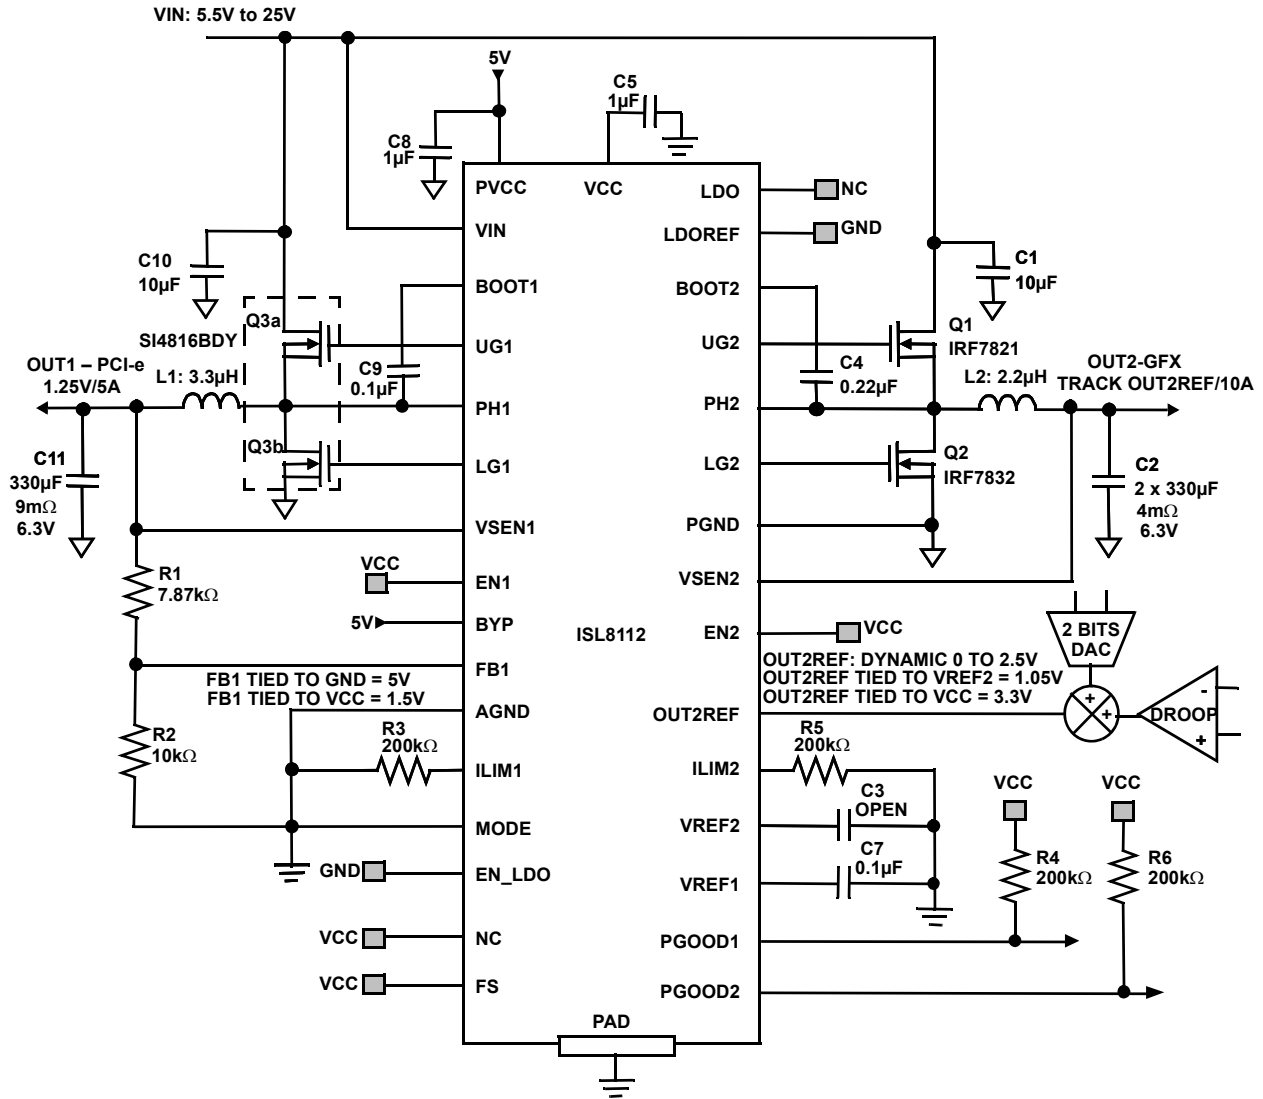 VIN: 5.5V to 25V
5V
C5
1µF
C8
1µF
PVCC
VCC
LDO
NC
LDOREF
GND
VIN
C10
10µF
C1
10µF
BOOT1
BOOT2
Q3a
SI4816BDY
UG1
UG2
Q1
IRF7821
OUT1 – PCI-e
1.25V/5A
L1: 3.3µH
C9
0.1µF
C4
0.22µF
L2: 2.2µH
OUT2-GFX
TRACK OUT2REF/10A
PH1
PH2
Q3b
LG1
LG2
Q2
IRF7832
C11
330µF
9mΩ
6.3V
C2
2 x 330µF
4mΩ
6.3V
VSEN1
PGND
VCC
EN1
VSEN2
R1
7.87kΩ
5V
BYP
ISL8112
EN2
VCC
2 BITS
DAC
FB1
FB1 TIED TO GND = 5V
FB1 TIED TO VCC = 1.5V
OUT2REF: DYNAMIC 0 TO 2.5V
OUT2REF TIED TO VREF2 = 1.05V
OUT2REF TIED TO VCC = 3.3V
AGND
OUT2REF
+
+
DROOP
-
+
R2
10kΩ
R3
200kΩ
ILIM1
ILIM2
R5
200kΩ
MODE
VREF2
C3
OPEN
VCC
VCC
GND
EN_LDO
VREF1
C7
0.1µF
R4
200kΩ
R6
200kΩ
VCC
NC
PGOOD1
VCC
FS
PGOOD2
PAD